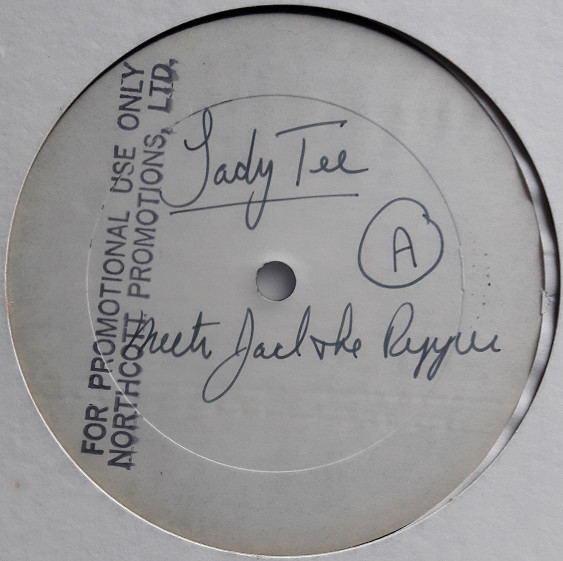 FOR PROMOTIONAL USE ONLY
NORTHCOTT PROMOTIONS, LTD.
Lady Tee
A
Meets Jack the Ripper